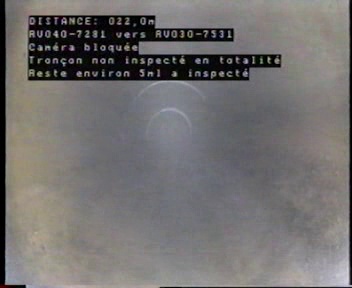 DISTANCE: 022,0m
RV040-7281 vers RV030-7531
Caméra bloquée
Tronçon non inspecté en totalité
Reste environ 5ml a inspecté